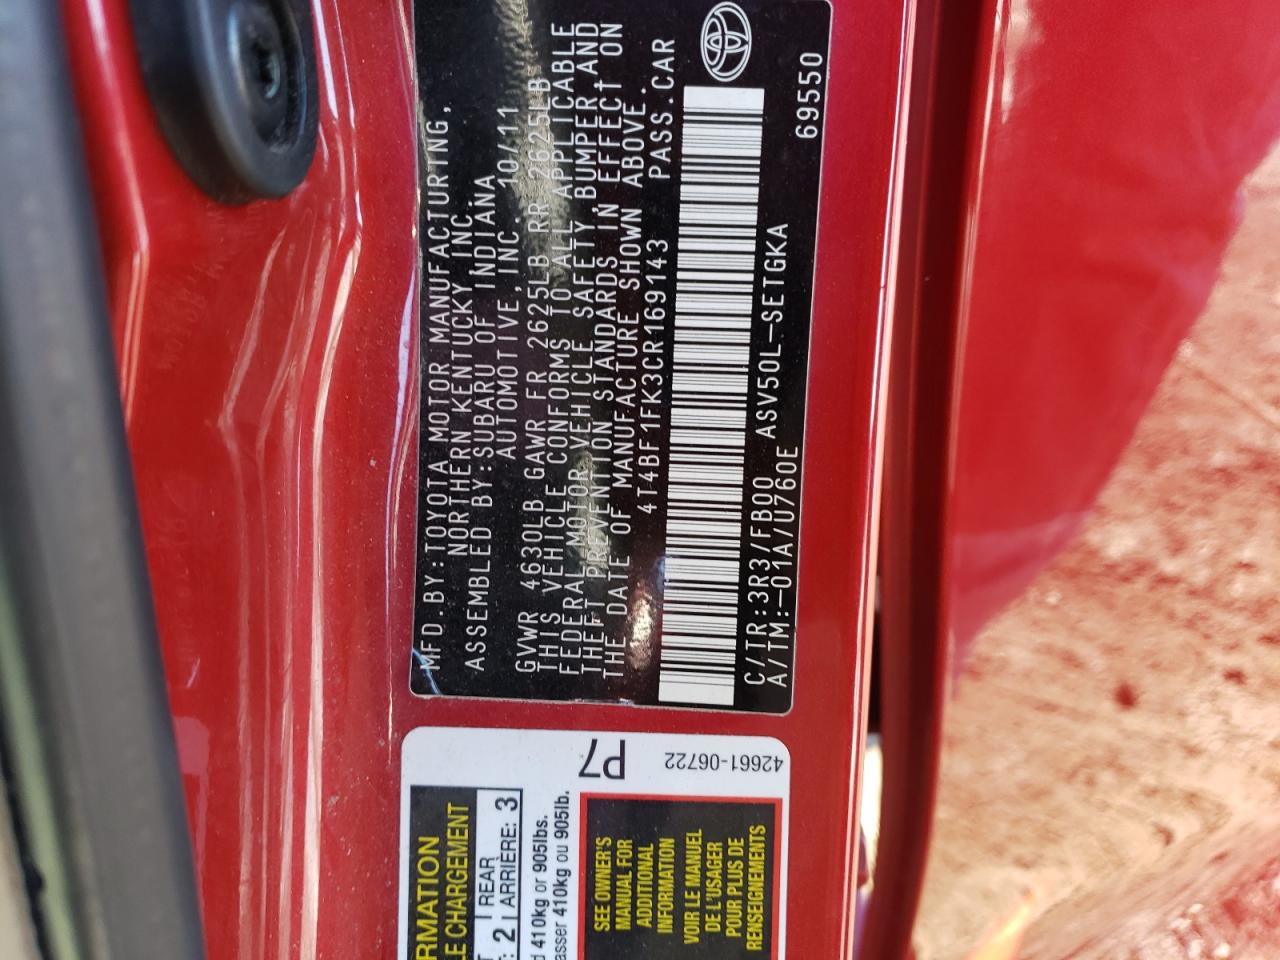 MFD.BY:TOYOTA MOTOR MANUFACTURING,
NORTHERN KENTUCKY,INC.
ASSEMBLED BY:SUBARU OF INDIANA
AUTOMOTIVE,INC. 10/11
GVWR 4630LB GAWR FR 2625LB RR 2625LB
THIS VEHICLE CONFORMS TO ALL APPLICABLE
FEDERAL MOTOR VEHICLE SAFETY, BUMPER,AND
THEFT PREVENTION STANDARDS IN EFFECT ON
THE DATE OF MANUFACTURE SHOWN ABOVE.
4T4BF1FK3CR169143 PASS.CAR
C/TR:3R3/FB00 ASV50L-SETGKA
A/TM:-01A/U760E
69550
P7
42661-06722
RMATION
LE CHARGEMENT
REAR
: 2 ARRIÈRE: 3
d 410kg or 905lbs.
asser 410kg ou 905lb.
SEE OWNER'S
MANUAL FOR
ADDITIONAL
INFORMATION
VOIR LE MANUEL
DE L'USAGER
POUR PLUS DE
RENSEIGNEMENTS